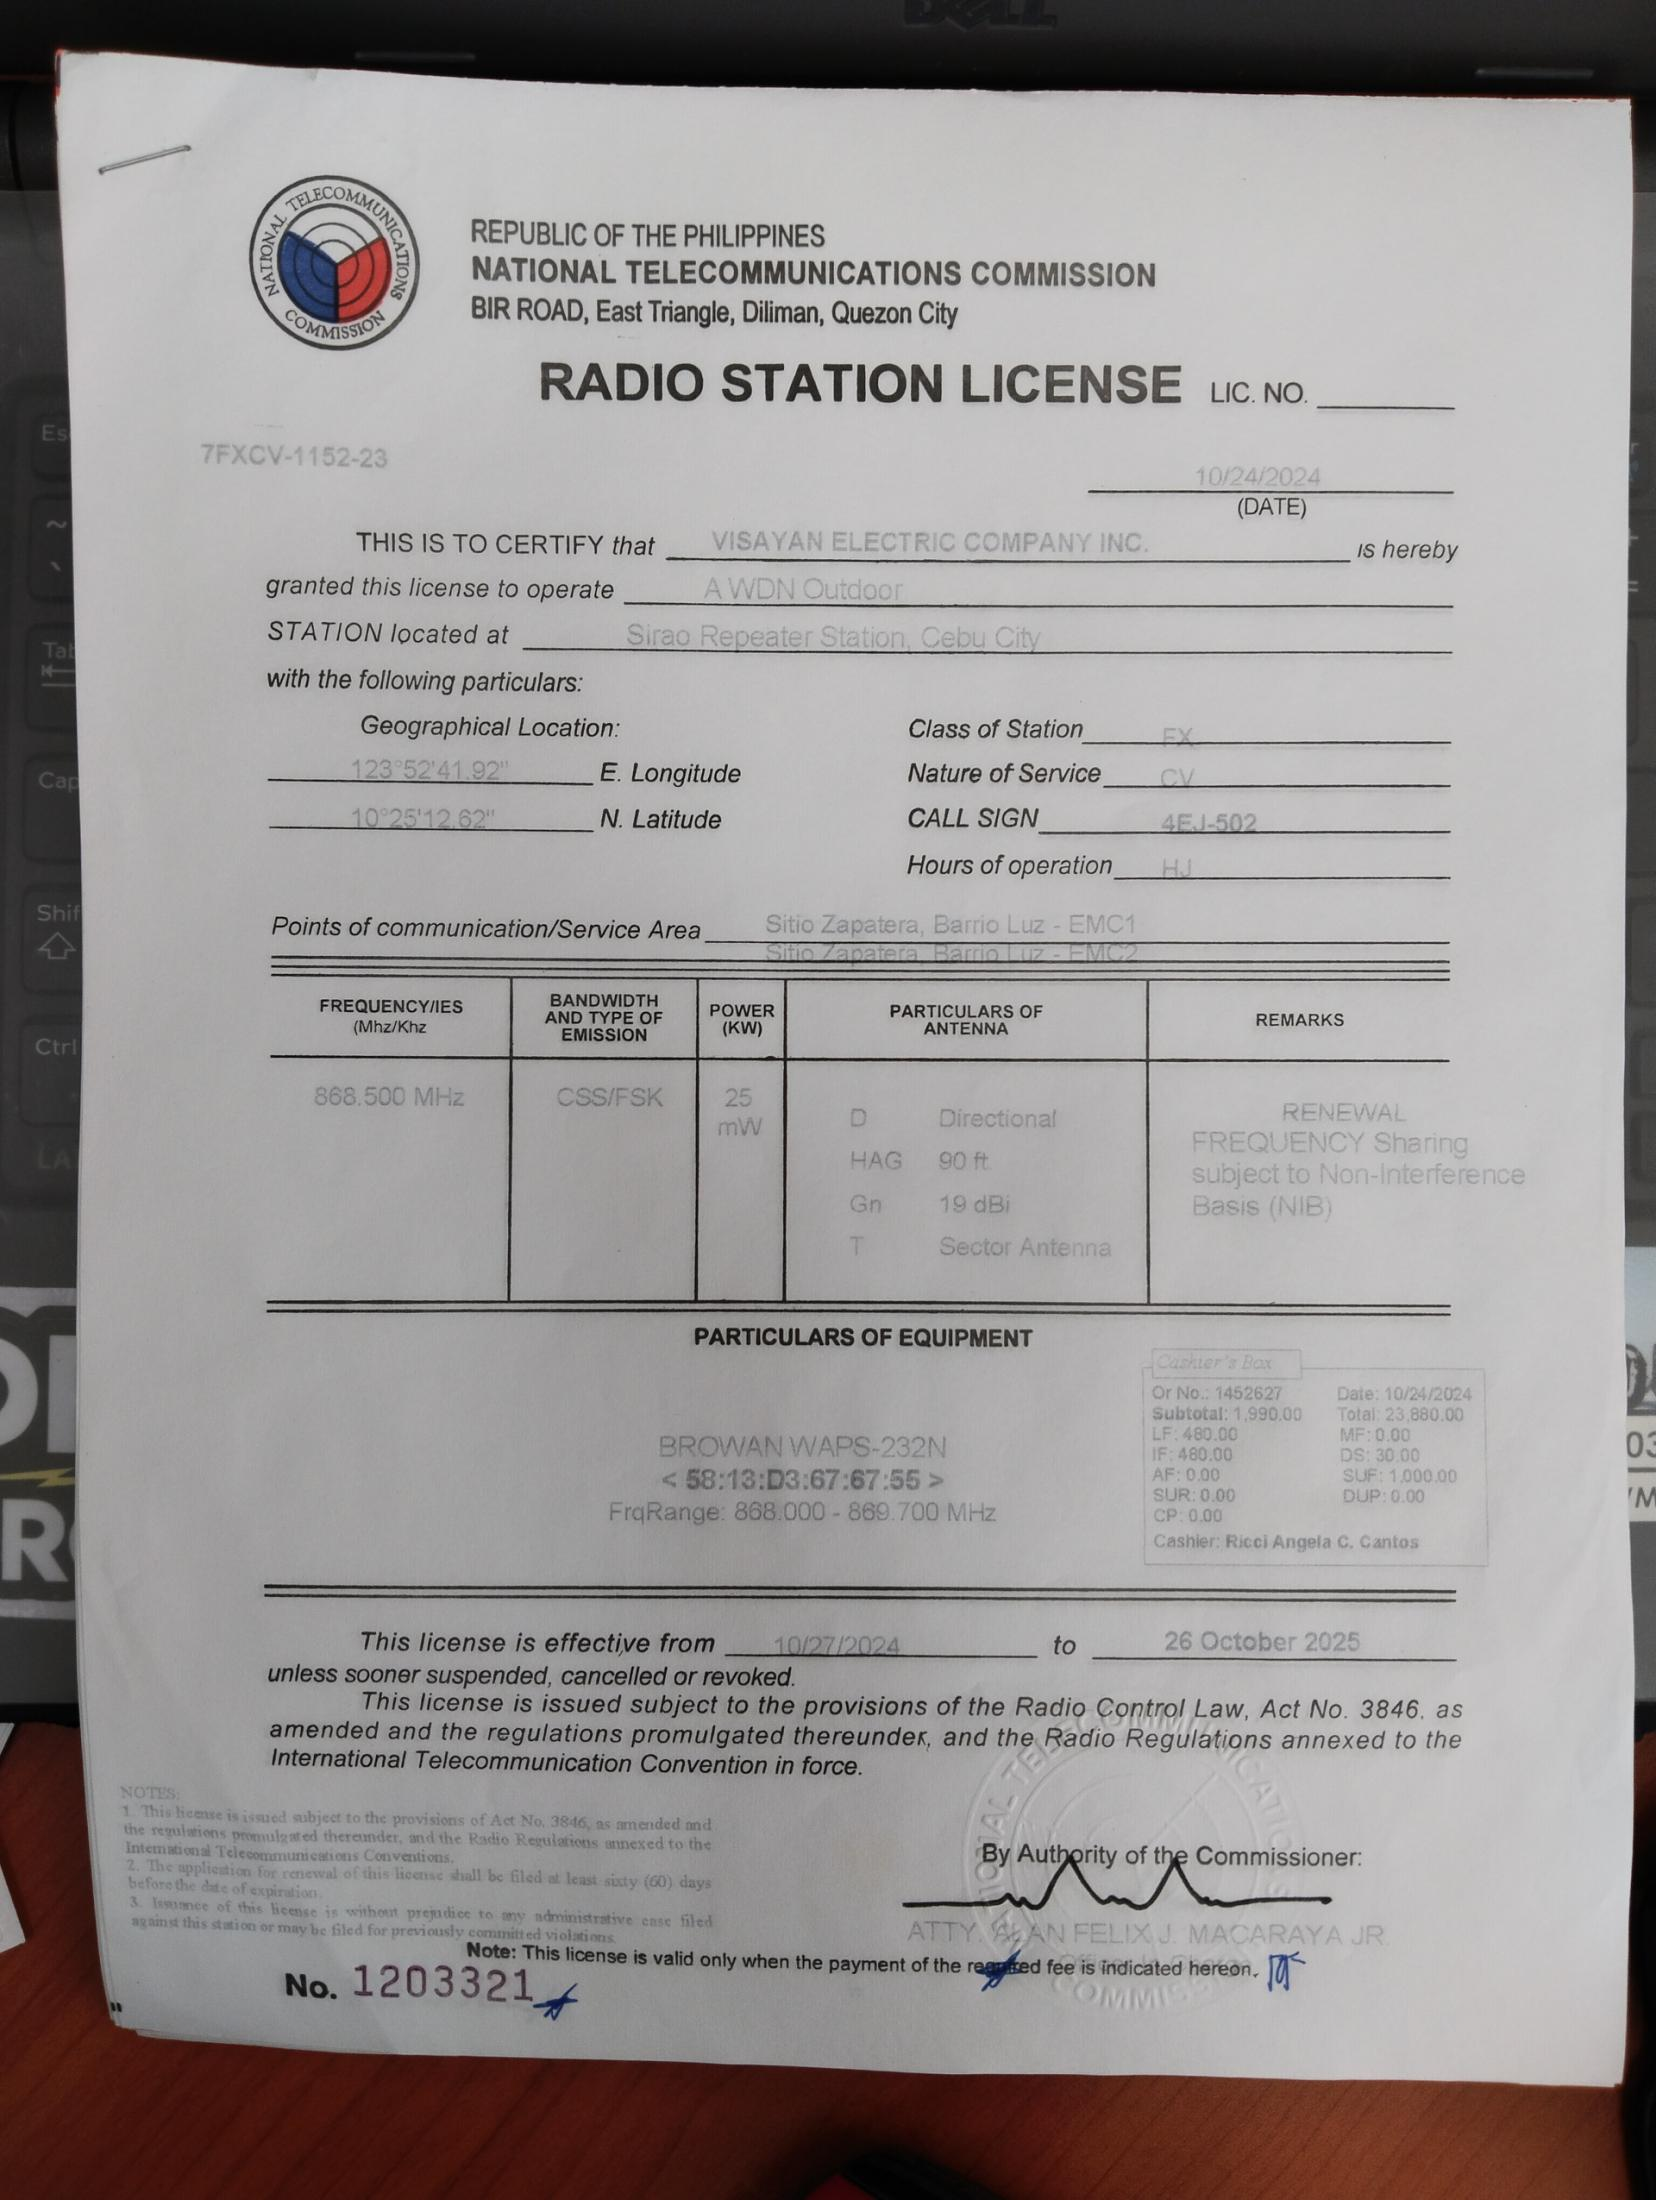 DELL
NATIONAL TELECOMMUNICATIONS COMMISSION
REPUBLIC OF THE PHILIPPINES
NATIONAL TELECOMMUNICATIONS COMMISSION
BIR ROAD, East Triangle, Diliman, Quezon City
RADIO STATION LICENSE LIC. NO.
7FXCV-1152-23
10/24/2024
(DATE)
THIS IS TO CERTIFY that VISAYAN ELECTRIC COMPANY INC. is hereby
granted this license to operate A WDN Outdoor
STATION located at Sirao Repeater Station, Cebu City
with the following particulars:
Geographical Location:
123°52'41.92" E. Longitude
10°25'12.62" N. Latitude
Class of Station FX
Nature of Service CV
CALL SIGN 4EJ-502
Hours of operation HJ
Points of communication/Service Area Sitio Zapatera, Barrio Luz - EMC1
Sitio Zapatera, Barrio Luz - EMC2
FREQUENCY/IES
(Mhz/Khz
BANDWIDTH
AND TYPE OF
EMISSION
POWER
(KW)
PARTICULARS OF
ANTENNA
REMARKS
868.500 MHz
CSS/FSK
25
mW
D Directional
HAG 90 ft.
Gn 19 dBi
T Sector Antenna
RENEWAL
FREQUENCY Sharing
subject to Non-Interference
Basis (NIB)
PARTICULARS OF EQUIPMENT
BROWAN WAPS-232N
< 58:13:D3:67:67:55 >
FrqRange: 868.000 - 869.700 MHz
Cashier's Box
Or No.: 1452627 Date: 10/24/2024
Subtotal: 1,990.00 Total: 23,880.00
LF: 480.00 MF: 0.00
IF: 480.00 DS: 30.00
AF: 0.00 SUF: 1,000.00
SUR: 0.00 DUP: 0.00
CP: 0.00
Cashier: Ricci Angela C. Cantos
This license is effective from 10/27/2024 to 26 October 2025
unless sooner suspended, cancelled or revoked.
This license is issued subject to the provisions of the Radio Control Law, Act No. 3846. as
amended and the regulations promulgated thereunder, and the Radio Regulations annexed to the
International Telecommunication Convention in force.
NOTES:
1. This license is issued subject to the provisions of Act No. 3846, as amended and
the regulations promulgated thereunder, and the Radio Regulations annexed to the
International Telecommunications Conventions.
2. The application for renewal of this license shall be filed at least sixty (60) days
before the date of expiration.
3. Issuance of this license is without prejudice to any administrative case filed
against this station or may be filed for previously committed violations.
By Authority of the Commissioner:
ATTY. ALAN FELIX J. MACARAYA JR.
Note: This license is valid only when the payment of the required fee is indicated hereon.
No. 1203321
Tab
Shif
Ctrl